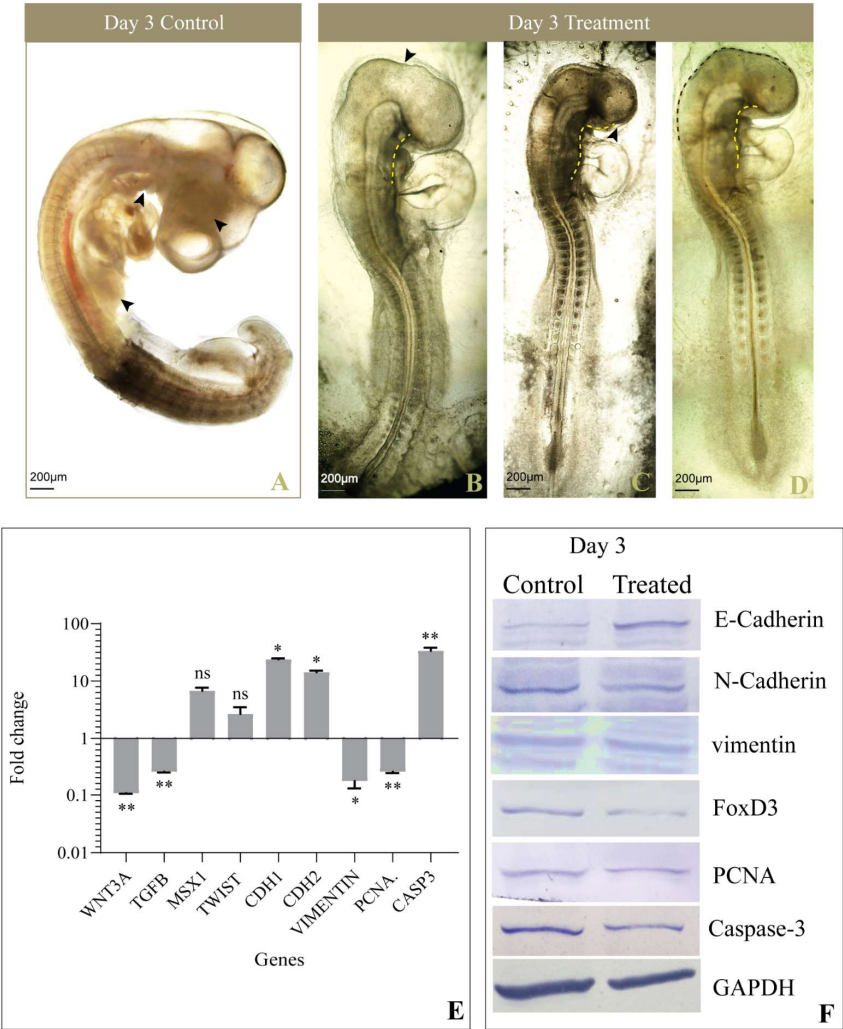 Day 3 Control
Day 3 Treatment
200μm
A
200μm
B
200μm
C
200μm
D
100
10
1
0.1
0.01
Fold change
**
**
ns
ns
*
*
*
**
**
WNT3A
TGFB
MSX1
TWIST
CDH1
CDH2
VIMENTIN
PCNA.
CASP3
Genes
E
Day 3
Control Treated
E-Cadherin
N-Cadherin
vimentin
FoxD3
PCNA
Caspase-3
GAPDH
F